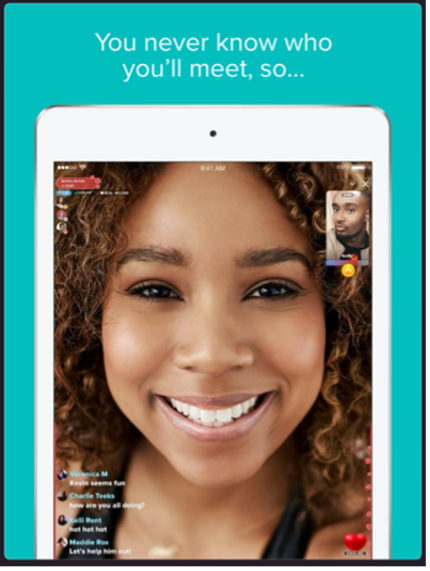 You never know who
you'll meet, so...
9:41 AM
Veronica M
Kevin seems fun
Charlie Teeks
how are you all doing?
Kelli Rent
hot hot hot
Maddie Rox
Let's help him out!